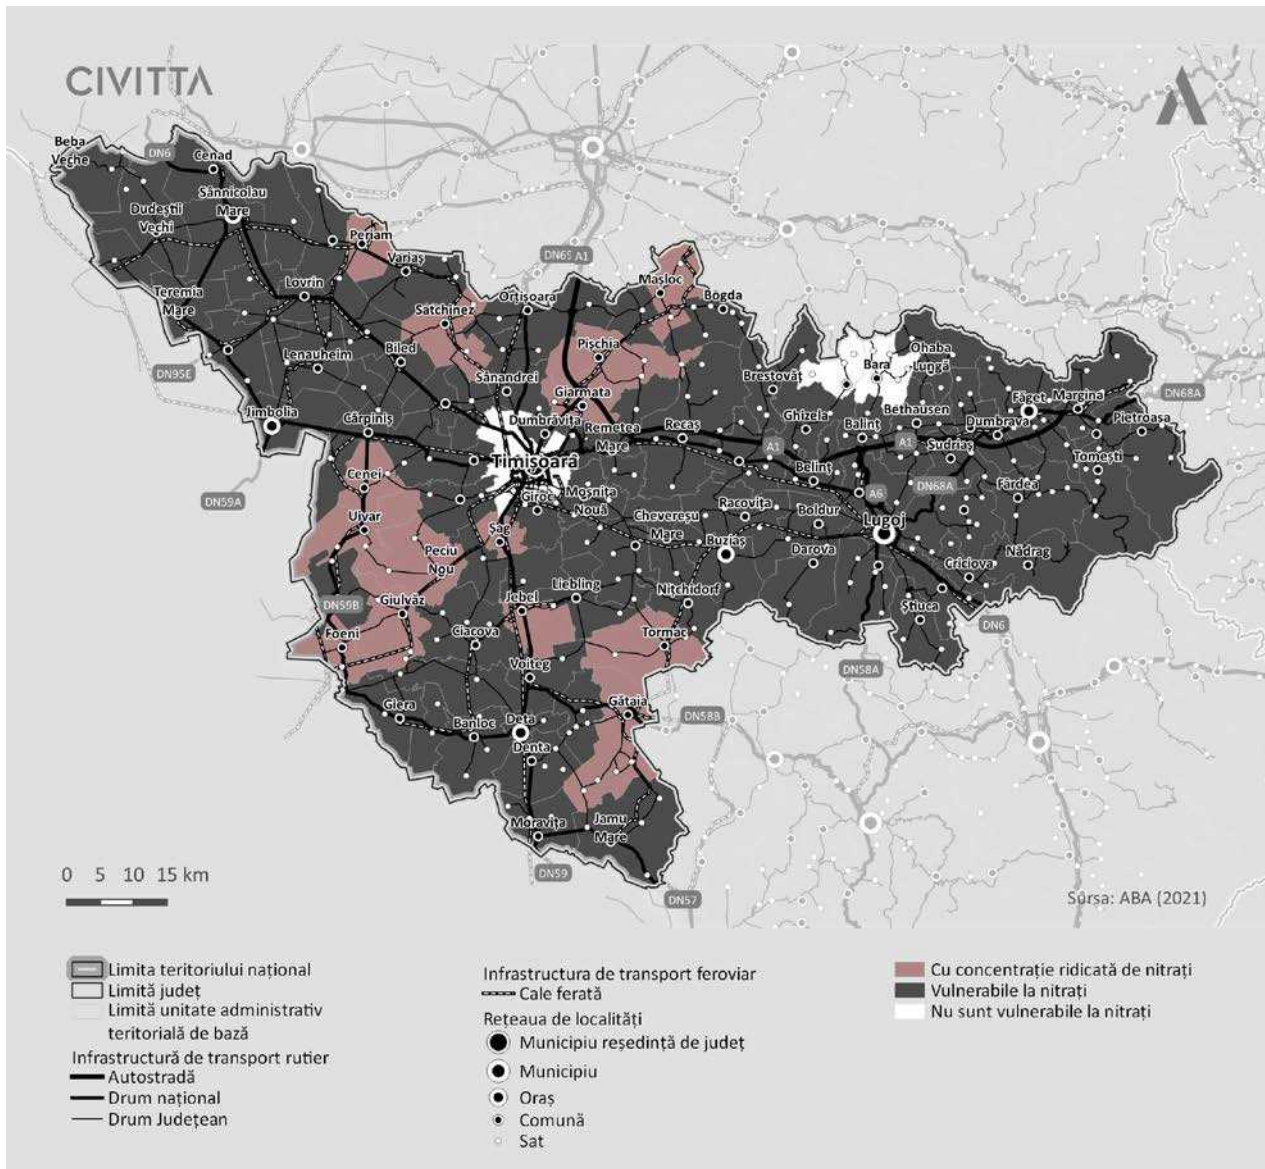 CIVITTA
Beba
Veche
DN6
Cenad
Sânnicolau
Mare
Dudeștii
Vechi
Periam
Variaș
DN69
A1
Mașloc
Bogda
Teremia
Mare
Lovrin
Satchinez
Orțișoara
Pișchia
Ohaba
Lungă
Bara
Lenauheim
Biled
Sânandrei
Brestovăț
DN95E
Giarmata
Ghizela
Bethausen
Făget
Margina
DN68A
Pietroasa
Jimbolia
Cărpiniș
Dumbrăvița
Remetea
Mare
Recaș
Balinț
Dumbrava
A1
A1
Sudriaș
Timișoara
Belinț
Tomești
Cenei
A6
DN68A
Fârdea
DN59A
Giroc
Moșnița
Nouă
Racovița
Boldur
Uivar
Șag
Chevereșu
Mare
Lugoj
Buziaș
Darova
Nădrag
Peciu
Nou
Criciova
Liebling
Nițchidorf
DN59B
Giulvăz
Jebel
Știuca
Foeni
Ciacova
Tormac
DN6
Voiteg
DN58A
Giera
Gătaia
Banloc
Deta
DN58B
Denta
Moravița
Jamu
Mare
DN59
DN57
0 5 10 15 km
Sursa: ABA (2021)
Limita teritoriului național
Limită județ
Limită unitate administrativ
teritorială de bază
Infrastructură de transport rutier
Autostradă
Drum național
Drum Județean
Infrastructura de transport feroviar
Cale ferată
Rețeaua de localități
Municipiu reședință de județ
Municipiu
Oraș
Comună
Sat
Cu concentrație ridicată de nitrați
Vulnerabile la nitrați
Nu sunt vulnerabile la nitrați